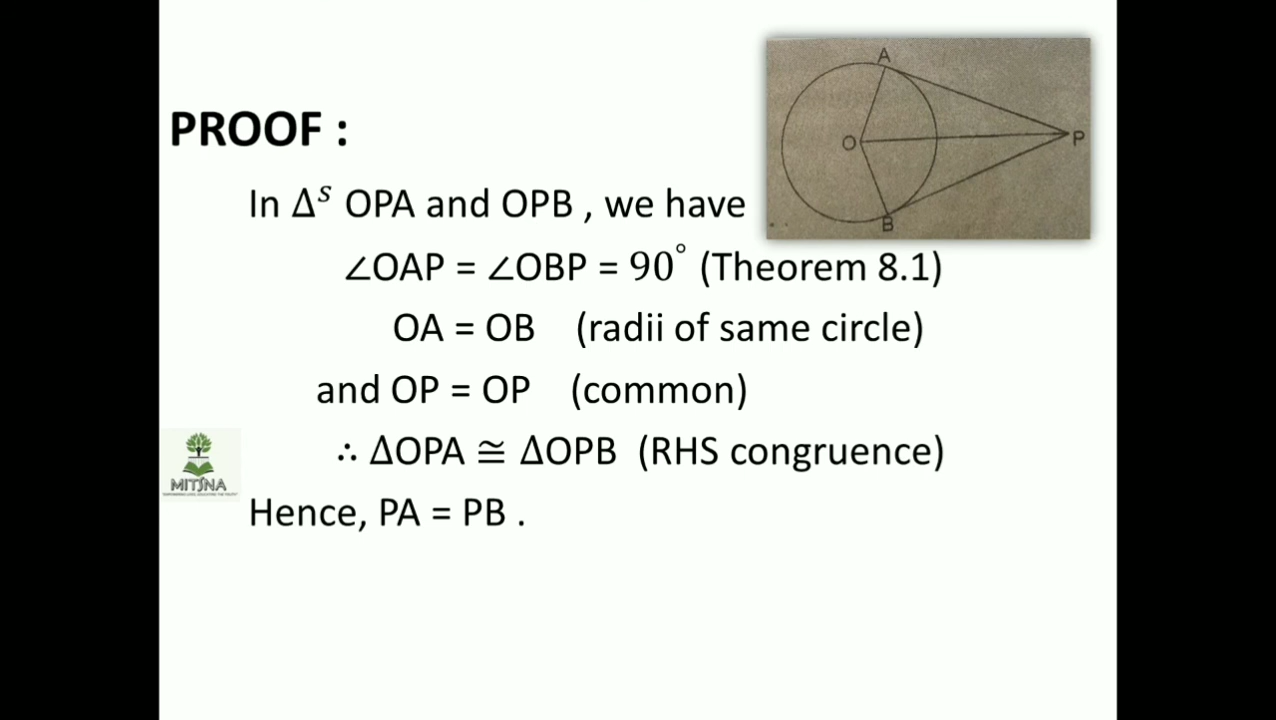 A
O
P
B
PROOF :
In Δˢ OPA and OPB , we have
∠OAP = ∠OBP = 90° (Theorem 8.1)
OA = OB (radii of same circle)
and OP = OP (common)
∴ ΔOPA ≅ ΔOPB (RHS congruence)
MITJNA
Hence, PA = PB .